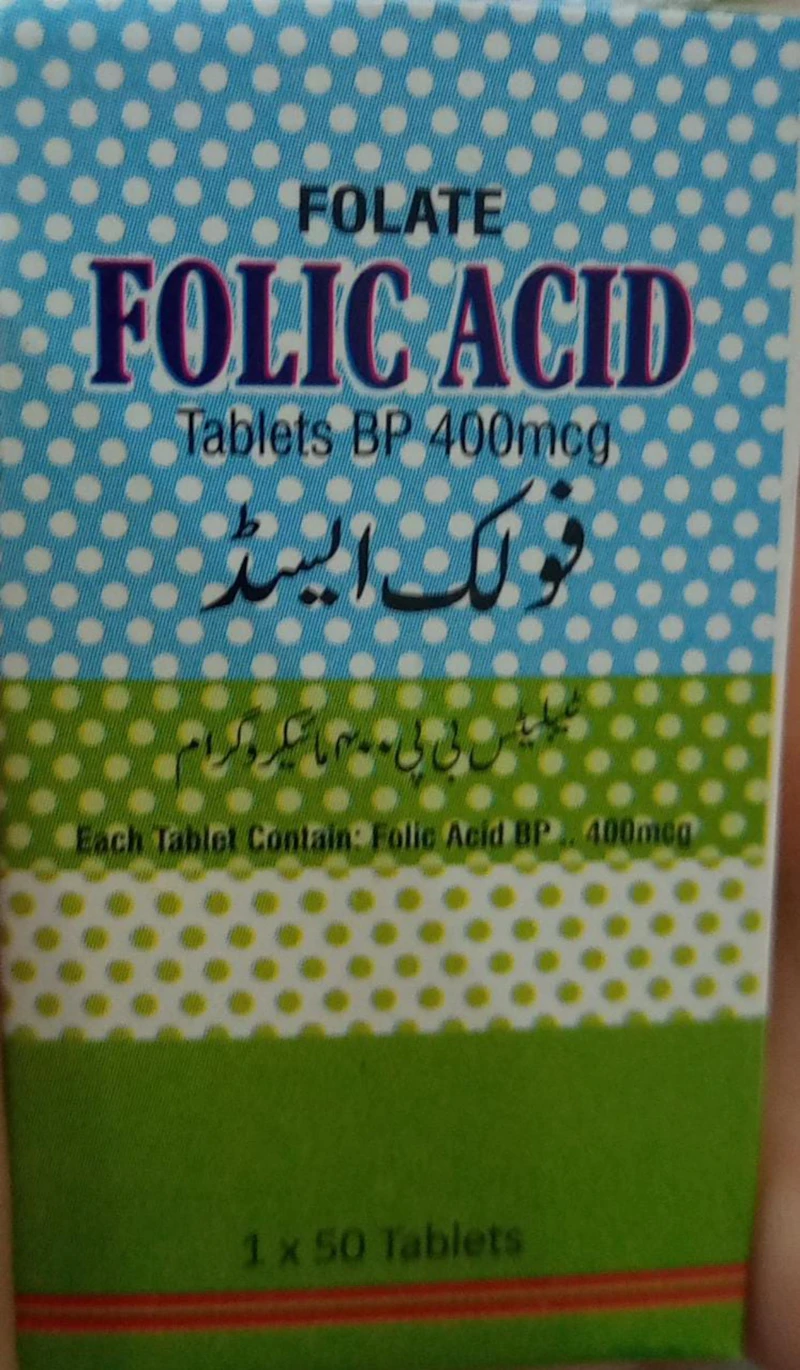 FOLATE
FOLIC ACID
Tablets BP 400mcg
فولک ایسڈ
ٹیبلیٹس بی پی ۴۰۰ مائیکروگرام
Each Tablet Contain: Folic Acid BP .. 400mcg
1 x 50 Tablets